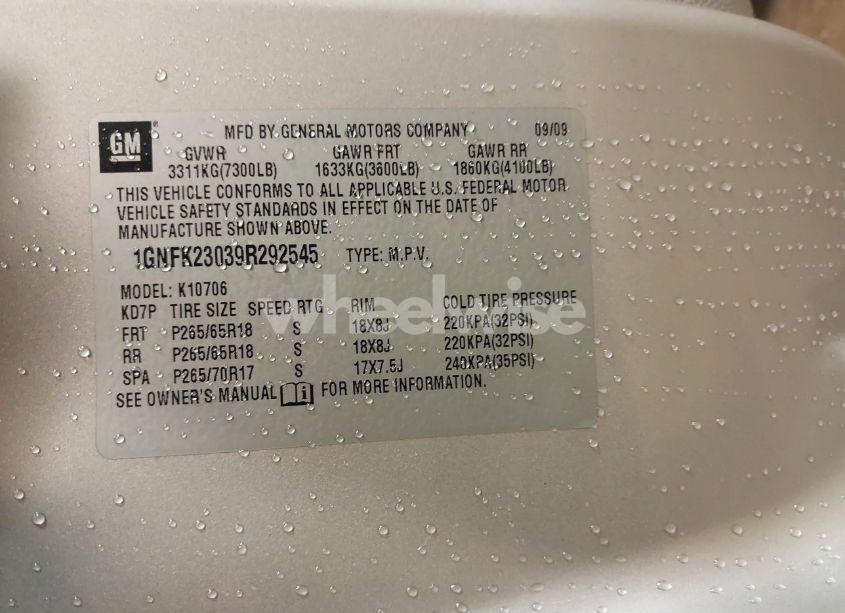 GM
MFD BY GENERAL MOTORS COMPANY 09/09
GVWR GAWR FRT GAWR RR
3311KG(7300LB) 1633KG(3600LB) 1860KG(4100LB)
THIS VEHICLE CONFORMS TO ALL APPLICABLE U.S. FEDERAL MOTOR
VEHICLE SAFETY STANDARDS IN EFFECT ON THE DATE OF
MANUFACTURE SHOWN ABOVE.
1GNFK23039R292545 TYPE: M.P.V.
MODEL: K10706
KD7P TIRE SIZE SPEED RTG RIM COLD TIRE PRESSURE
FRT P265/65R18 S 18X8J 220KPA(32PSI)
RR P265/65R18 S 18X8J 220KPA(32PSI)
SPA P265/70R17 S 17X7.5J 240KPA(35PSI)
SEE OWNER'S MANUAL FOR MORE INFORMATION.